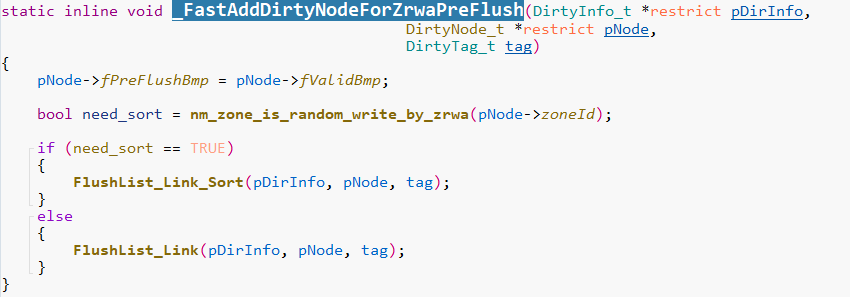 static inline void _FastAddDirtyNodeForZrwaPreFlush(DirtyInfo_t *restrict pDirInfo,
DirtyNode_t *restrict pNode,
DirtyTag_t tag)
{
pNode->fPreFlushBmp = pNode->fValidBmp;
bool need_sort = nm_zone_is_random_write_by_zrwa(pNode->zoneId);
if (need_sort == TRUE)
{
FlushList_Link_Sort(pDirInfo, pNode, tag);
}
else
{
FlushList_Link(pDirInfo, pNode, tag);
}
}